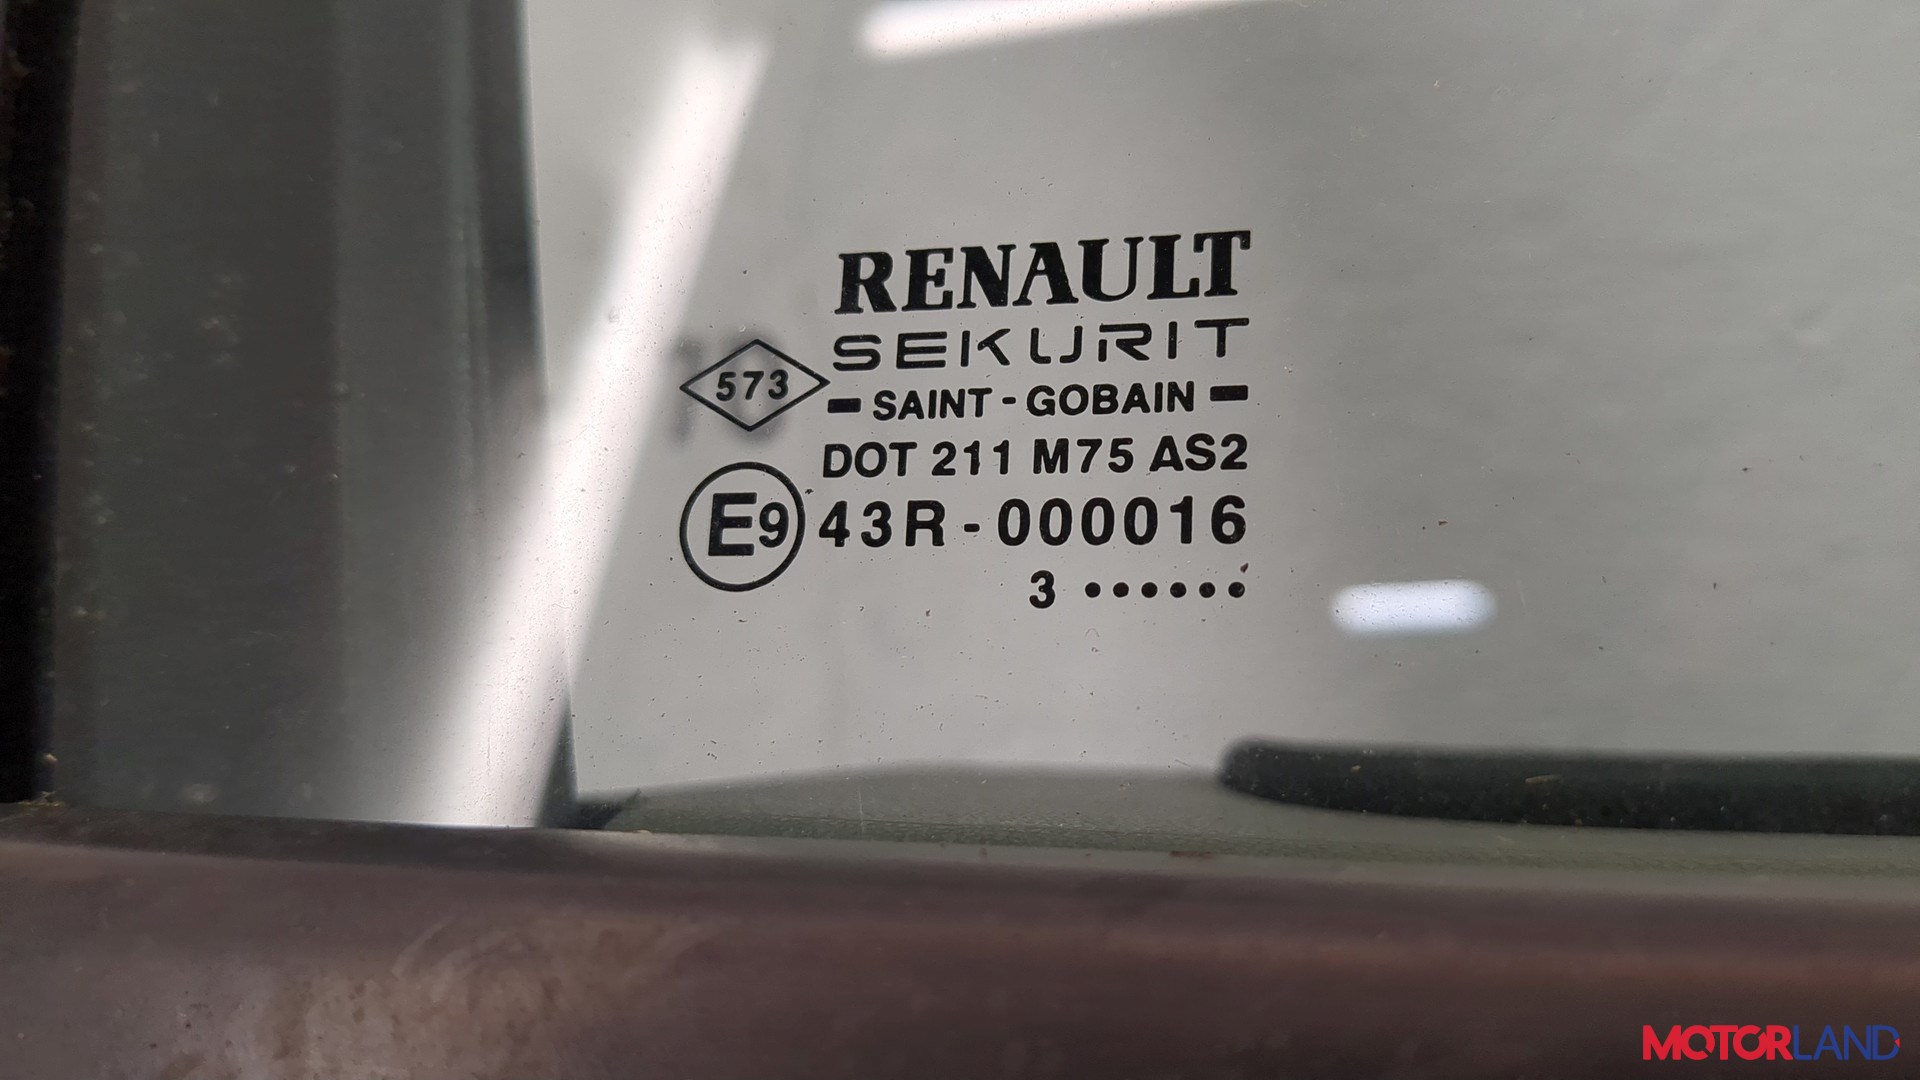 RENAULT
SEKURIT
573
SAINT-GOBAIN
DOT 211 M75 AS2
E9 43R-000016
3 ••••••
MOTORLAND